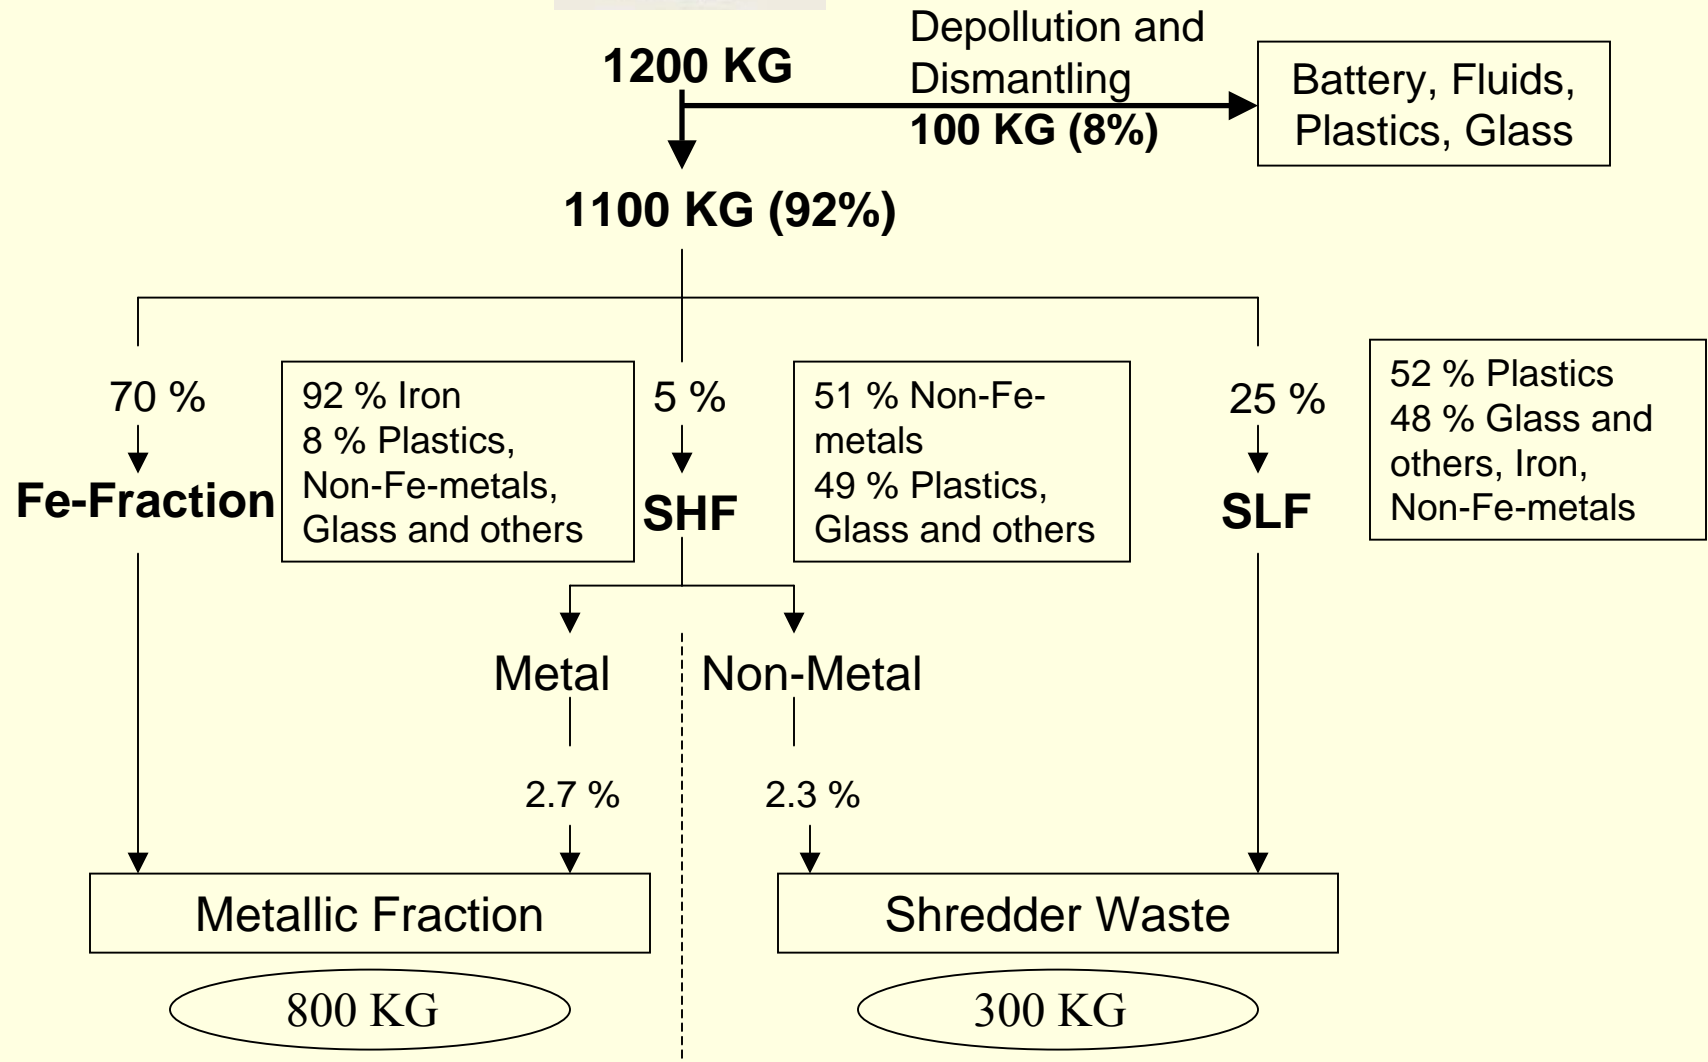 1200 KG
Depollution and
Dismantling
100 KG (8%)
Battery, Fluids,
Plastics, Glass
1100 KG (92%)
70 %
92 % Iron
8 % Plastics,
Non-Fe-metals,
Glass and others
5 %
51 % Non-Fe-
metals
49 % Plastics,
Glass and others
25 %
52 % Plastics
48 % Glass and
others, Iron,
Non-Fe-metals
Fe-Fraction
SHF
SLF
Metal
Non-Metal
2.7 %
2.3 %
Metallic Fraction
Shredder Waste
800 KG
300 KG